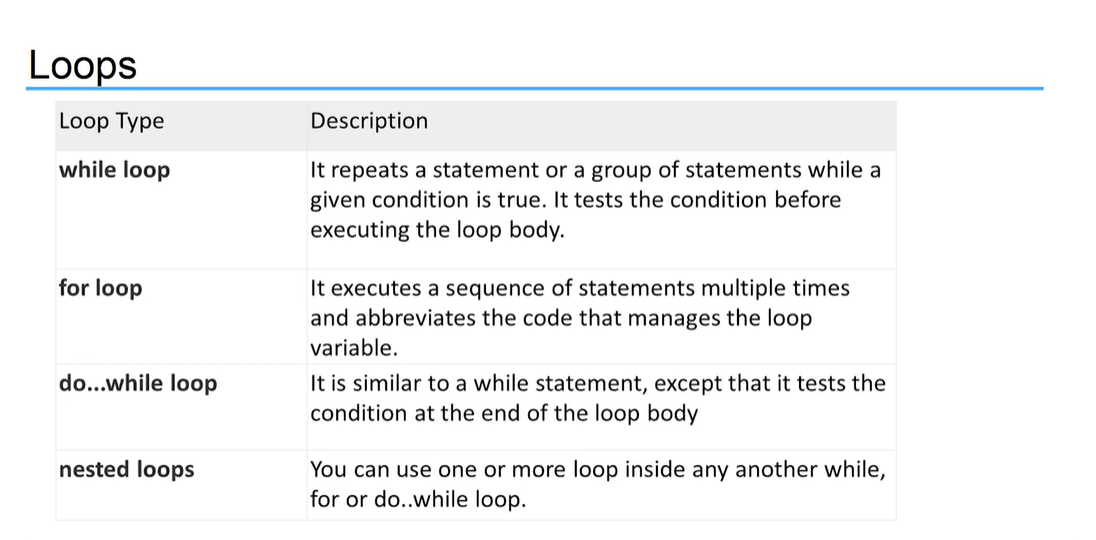 Loops
Loop Type
Description
while loop
It repeats a statement or a group of statements while a
given condition is true. It tests the condition before
executing the loop body.
for loop
It executes a sequence of statements multiple times
and abbreviates the code that manages the loop
variable.
do...while loop
It is similar to a while statement, except that it tests the
condition at the end of the loop body
nested loops
You can use one or more loop inside any another while,
for or do..while loop.